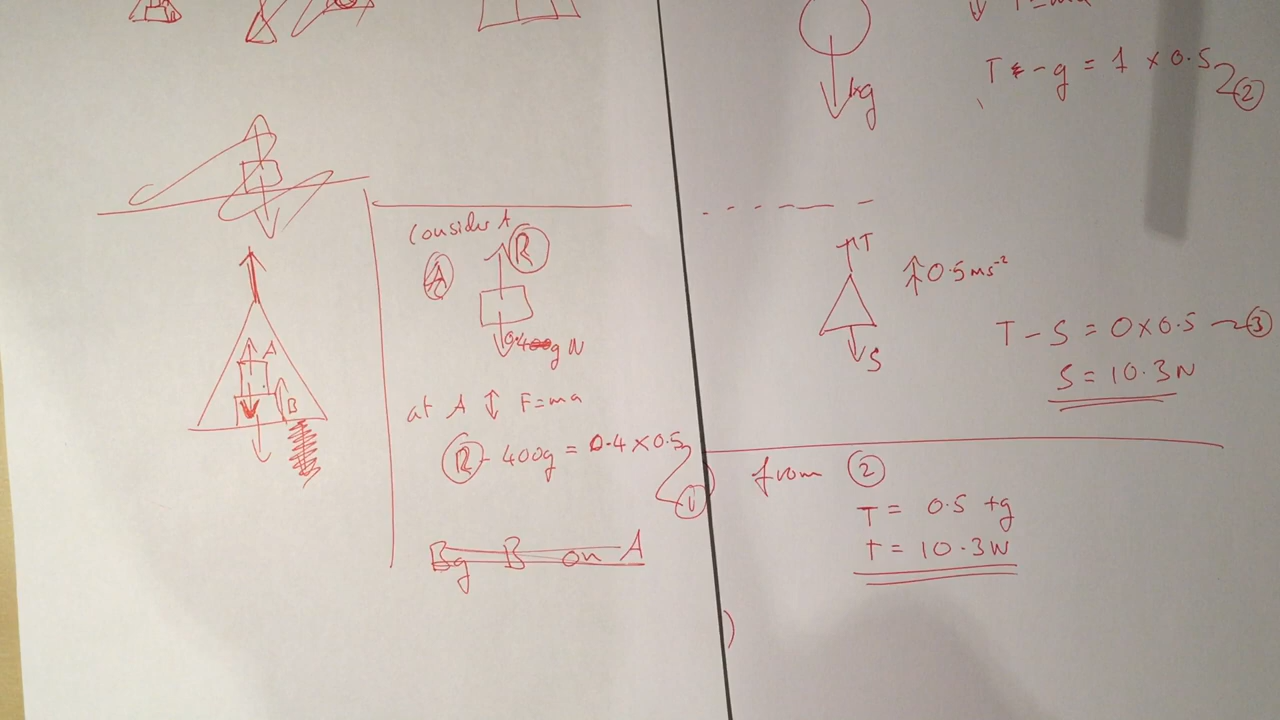 Consider A
A
R
0.4g N
A
B
at A ↕ F=ma
R - 400g = 0.4 × 0.5
1
Bg B on A
kg
T - g = 1 × 0.5
2
T
↑ 0.5 ms⁻²
S
T - S = 0 × 0.5
3
S = 10.3N
from 2
T = 0.5 + g
T = 10.3N